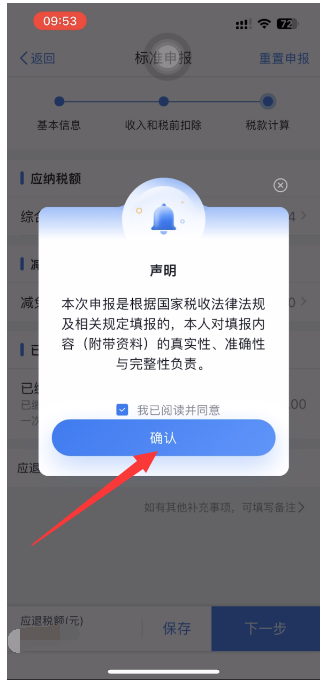 09:53
72
返回
标准申报
重置申报
基本信息
收入和税前扣除
税款计算
应纳税额
综
声明
本次申报是根据国家税收法律法规
及相关规定填报的，本人对填报内
容（附带资料）的真实性、准确性
与完整性负责。
我已阅读并同意
确认
减
减免
已
已缴
已缴
一次
.00
应退
如有其他补充事项，可填写备注
应退税额(元)
保存
下一步